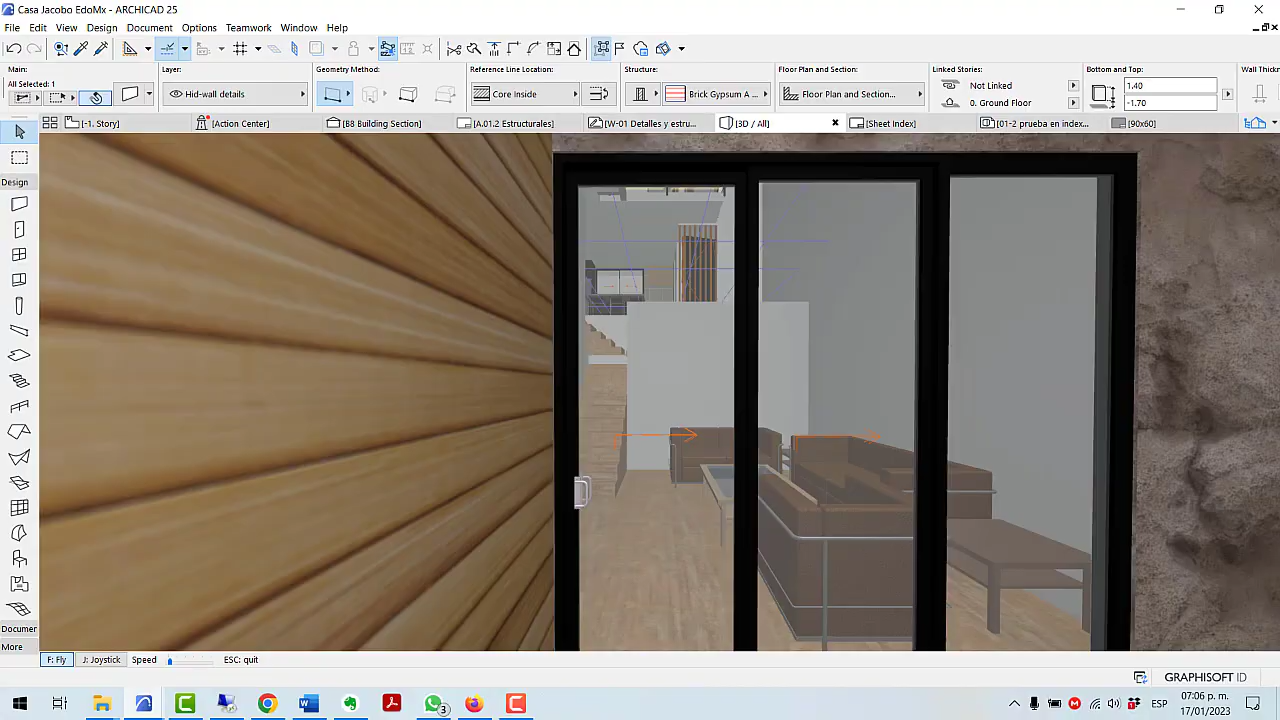 Casa Jacobo EdoMx - ARCHICAD 25
File Edit View Design Document Options Teamwork Window Help
Main: Layer: Geometry Method: Reference Line Location: Structure: Floor Plan and Section: Linked Stories: Bottom and Top: Wall Thickn
All Selected: 1
Hid-wall details
Core Inside
Brick Gypsum A ...
Floor Plan and Section...
Not Linked
0. Ground Floor
1.40
-1.70
[-1. Story] [Action Center] [B8 Building Section] [A.01.2 Estructurales] [W-01 Detalles y estru... [3D / All] [Sheet Index] [01-2 prueba en index... [90x60]
Design
Documen
More
F: Fly J: Joystick Speed ESC: quit
GRAPHISOFT ID
ESP
07:06 p. m.
17/01/2023